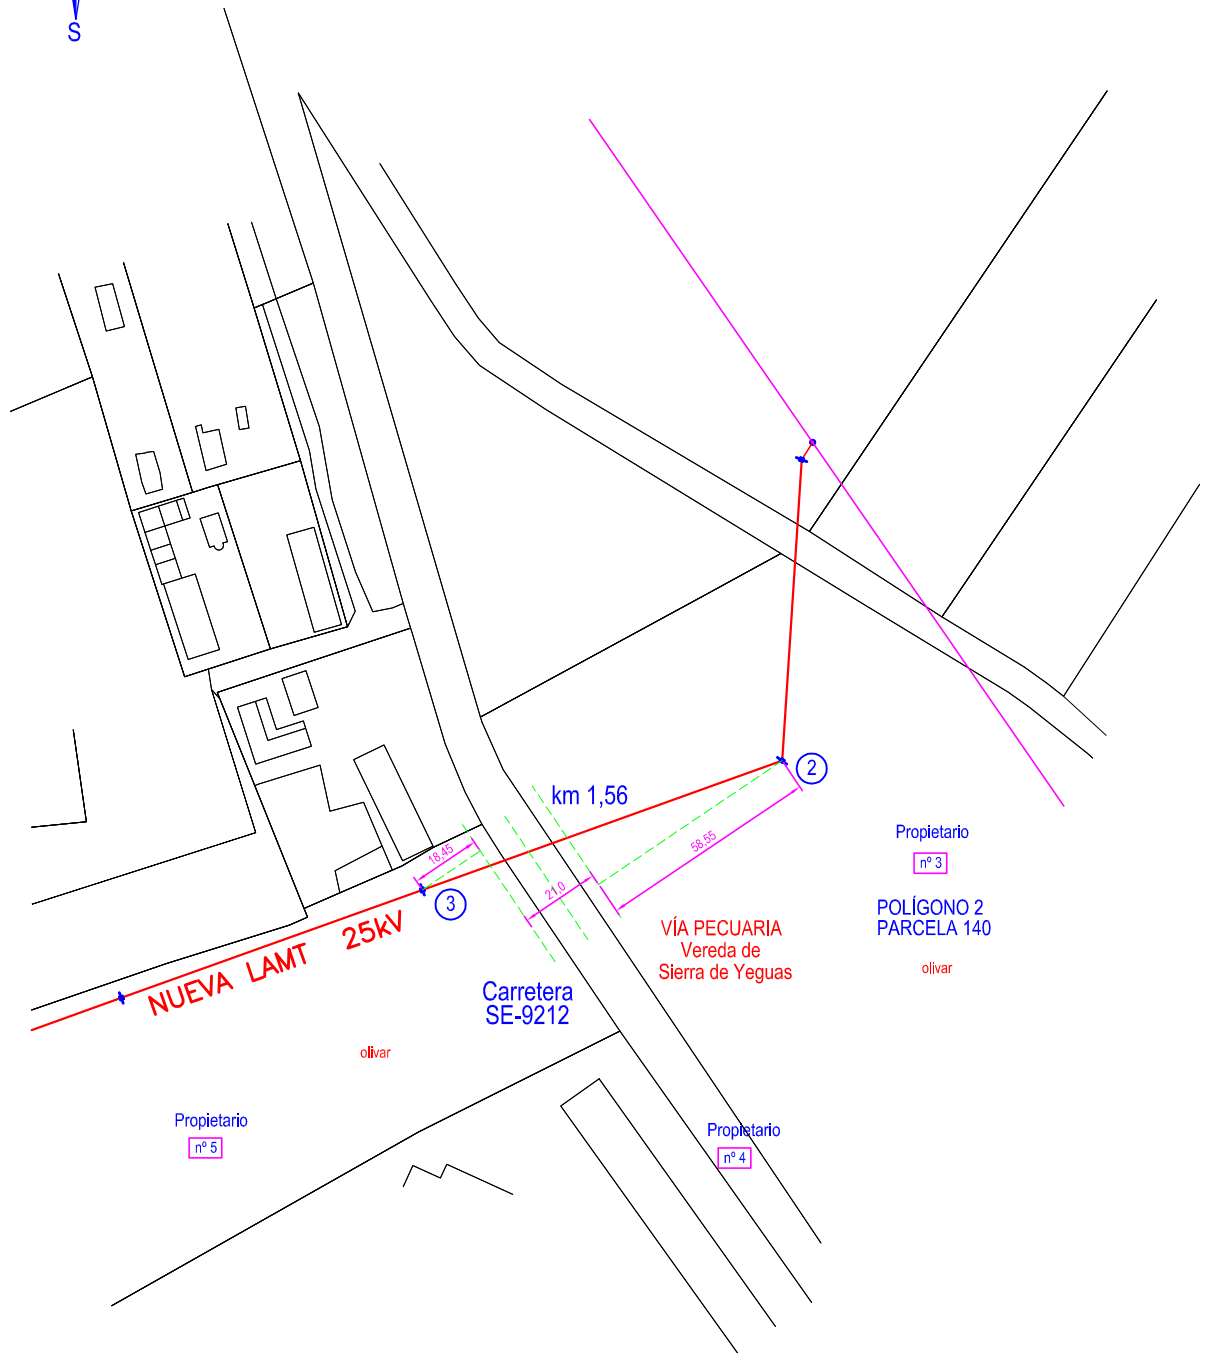 S
km 1,56
2
18,45
58,55
Propietario
nº 3
21,0
3
POLÍGONO 2
PARCELA 140
VÍA PECUARIA
Vereda de
Sierra de Yeguas
olivar
NUEVA LAMT 25kV
Carretera
SE-9212
olivar
Propietario
nº 5
Propietario
nº 4